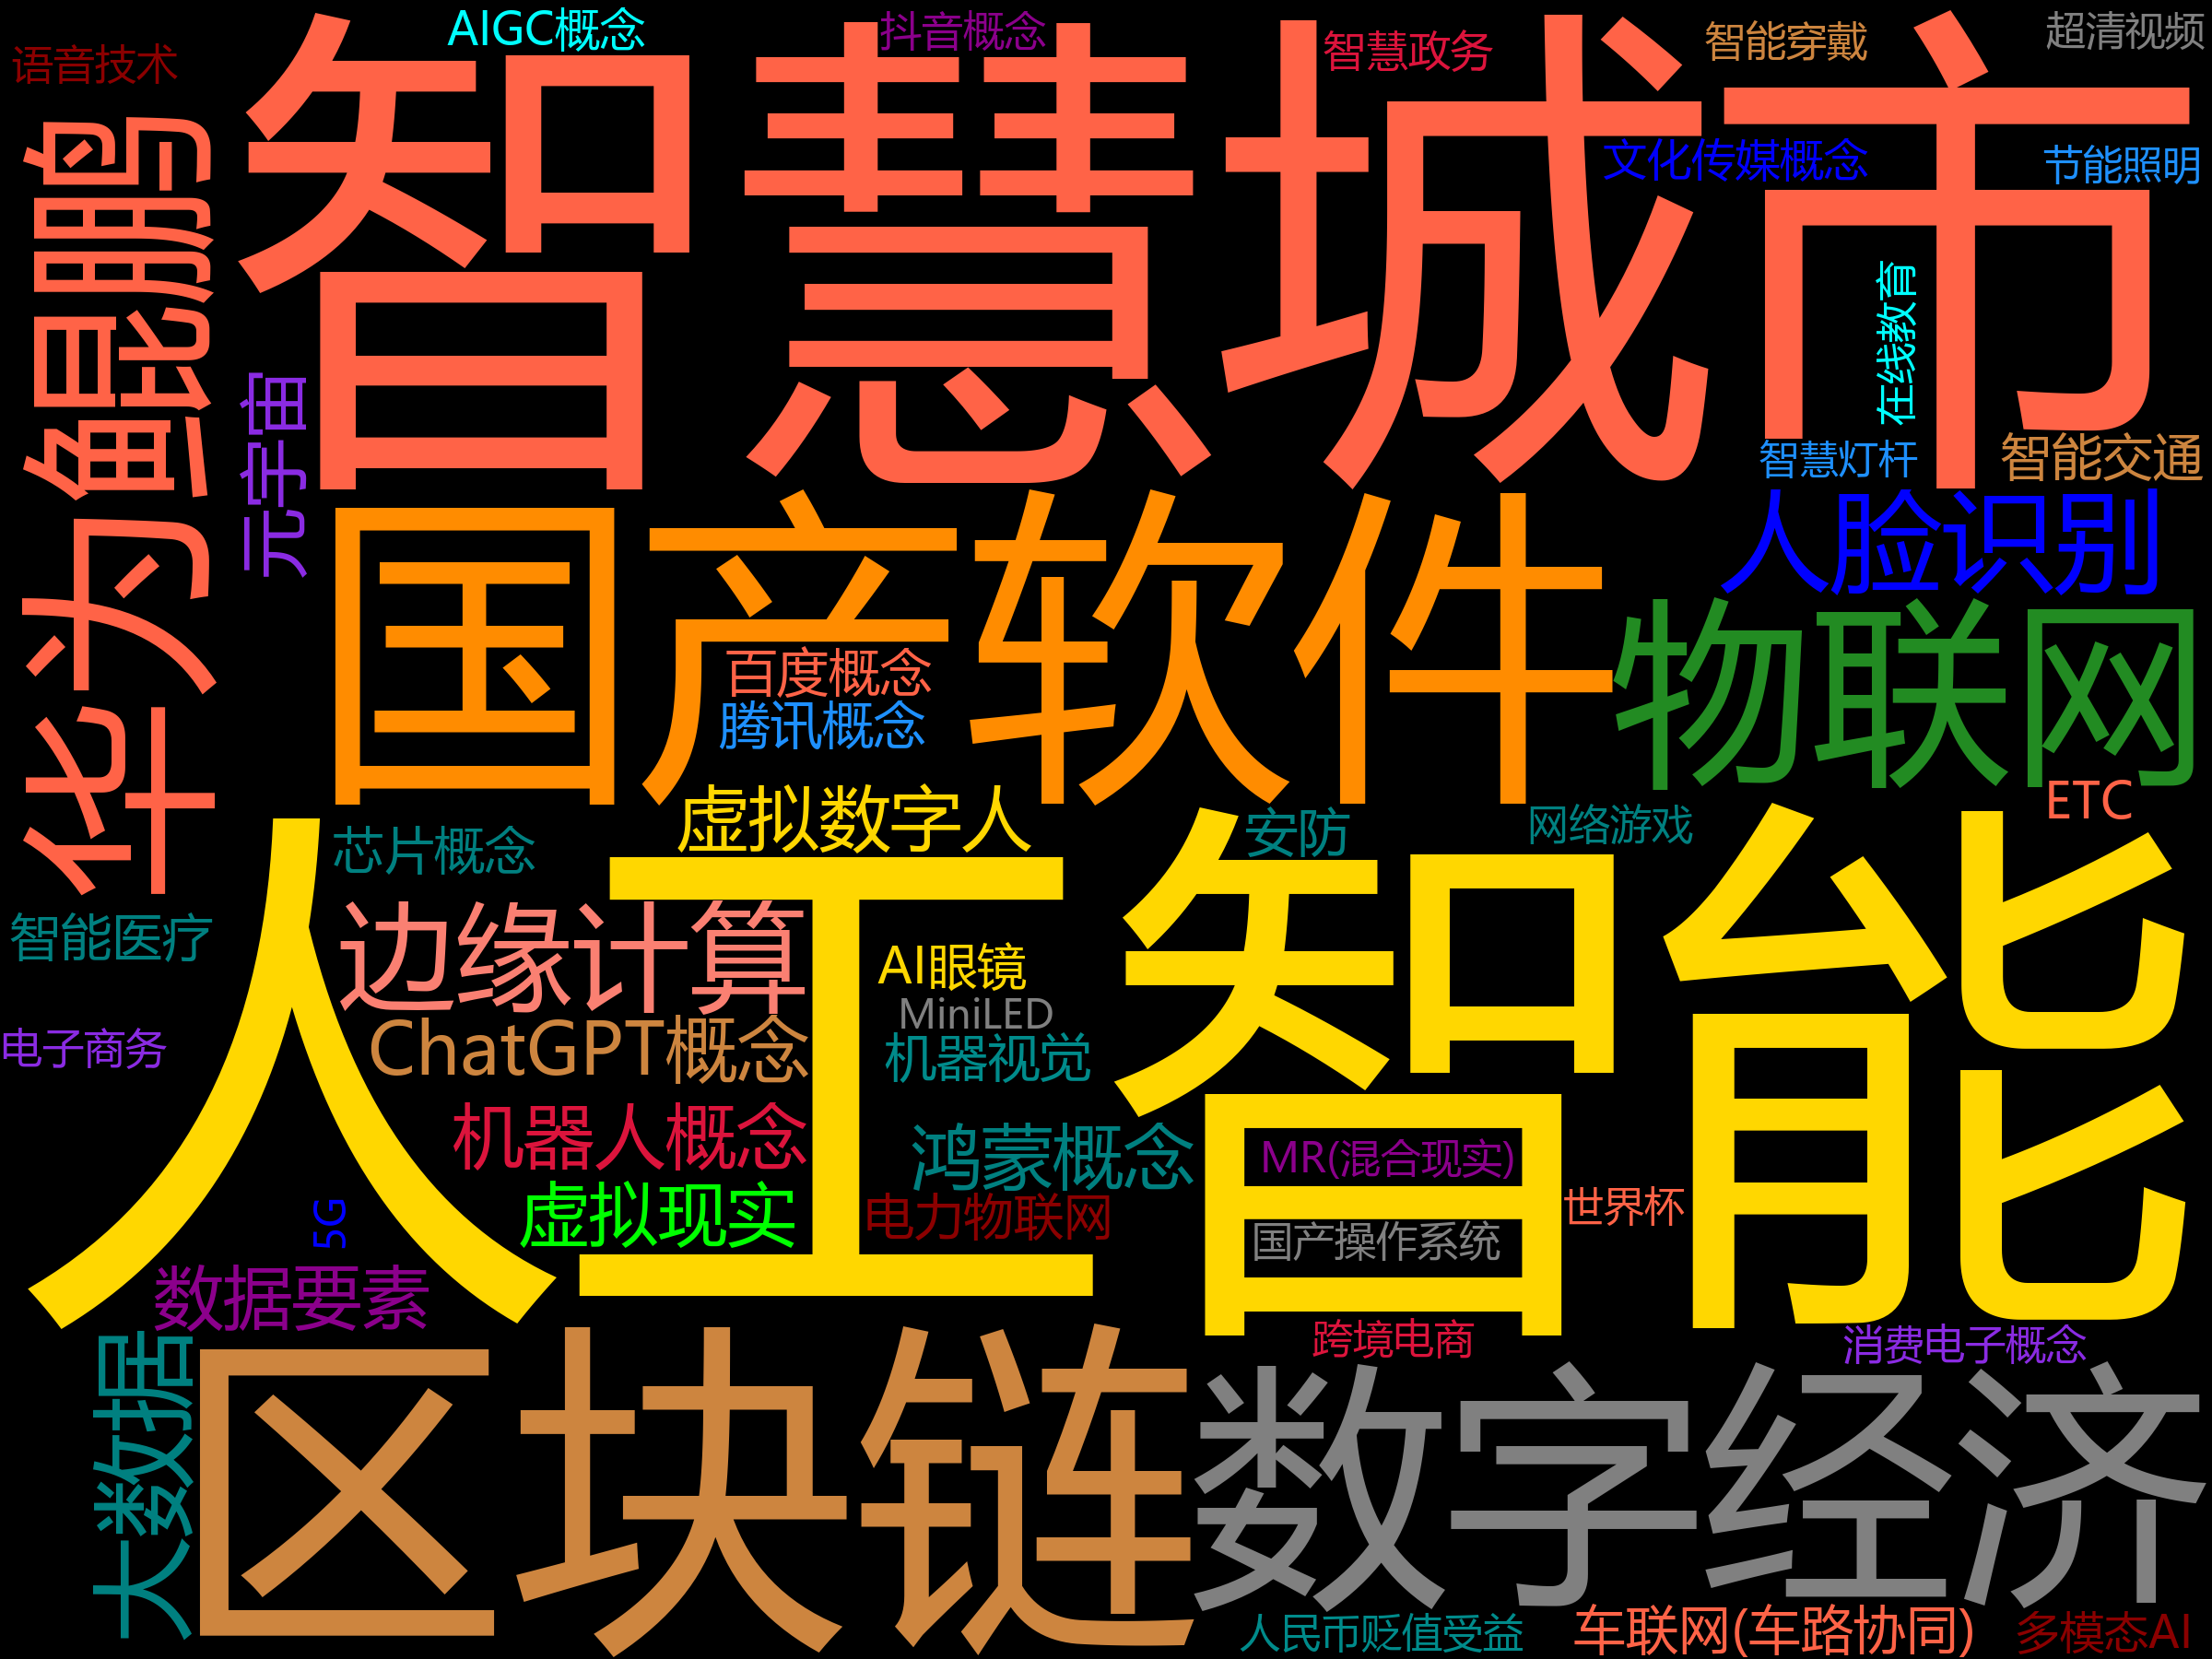 AIGC概念
抖音概念
智慧政务
智能穿戴
超清视频
语音技术
智慧城市
文化传媒概念
节能照明
华为鲲鹏
元宇宙
在线教育
智慧灯杆
智能交通
国产软件
人脸识别
物联网
百度概念
腾讯概念
虚拟数字人
芯片概念
安防
网络游戏
ETC
人工智能
智能医疗
边缘计算
AI眼镜
MiniLED
电子商务
ChatGPT概念
机器视觉
机器人概念
鸿蒙概念
MR(混合现实)
虚拟现实
电力物联网
世界杯
5G
国产操作系统
数据要素
跨境电商
消费电子概念
大数据
区块链
数字经济
人民币贬值受益
车联网(车路协同)
多模态AI